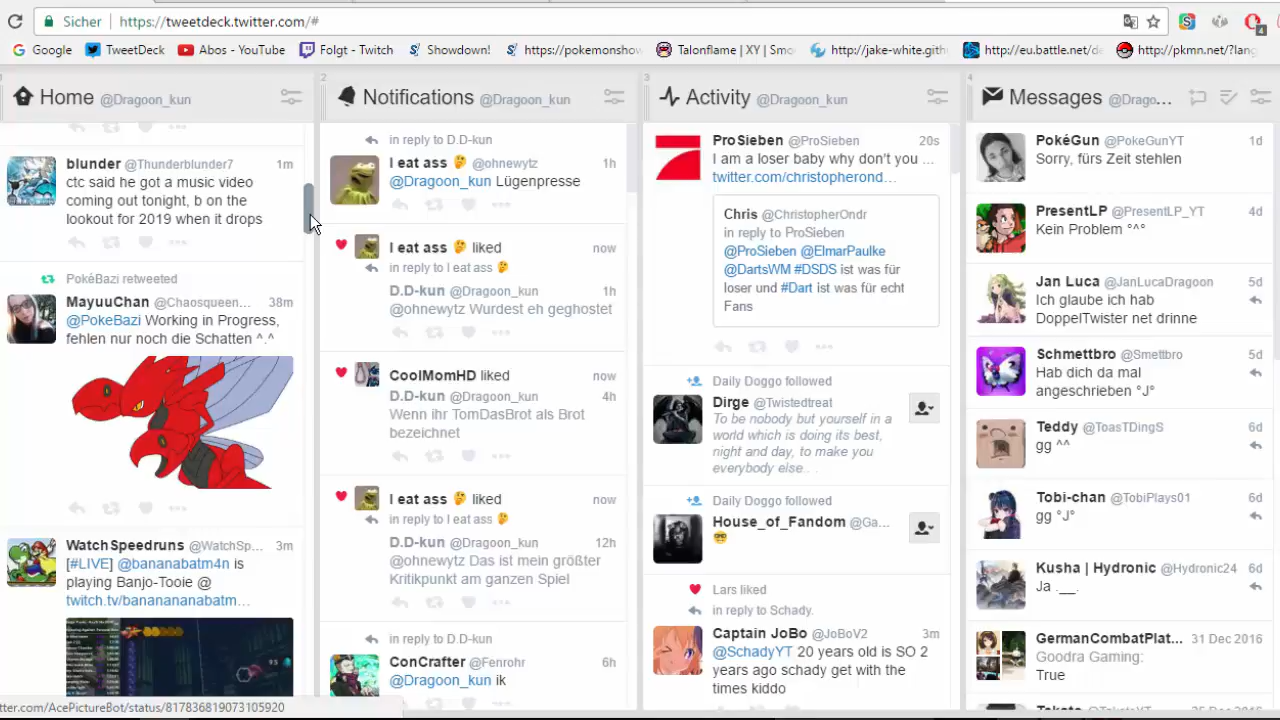 Sicher https://tweetdeck.twitter.com/#
Google TweetDeck Abos - YouTube Folgt - Twitch Showdown! https://pokemonshow Talonflame | XY | Smo http://jake-white.gith http://eu.battle.net/de http://pkmn.net/?lang
1
Home @Dragoon_kun
blunder @Thunderblunder7 1m
ctc said he got a music video
coming out tonight, b on the
lookout for 2019 when it drops
PokéBazi retweeted
MayuuChan @Chaosqueen... 38m
@PokeBazi Working in Progress,
fehlen nur noch die Schatten ^.^
WatchSpeedruns @WatchSp... 3m
[#LIVE] @bananabatm4n is
playing Banjo-Tooie @
twitch.tv/banananabatm...
tter.com/AcePictureBot/status/817836819073105920
2
Notifications @Dragoon_kun
in reply to D.D-kun
I eat ass 🤔 @ohnewytz 1h
@Dragoon_kun Lügenpresse
I eat ass 🤔 liked now
in reply to I eat ass 🤔
D.D-kun @Dragoon_kun 1h
@ohnewytz Wurdest eh geghostet
CoolMomHD liked now
D.D-kun @Dragoon_kun 4h
Wenn ihr TomDasBrot als Brot
bezeichnet
I eat ass 🤔 liked now
in reply to I eat ass 🤔
D.D-kun @Dragoon_kun 12h
@ohnewytz Das ist mein größter
Kritikpunkt am ganzen Spiel
in reply to D.D-kun
6h
@Dragoon_kun ik
3
Activity @Dragoon_kun
ProSieben @ProSieben 20s
I am a loser baby why don't you ...
twitter.com/christopherond...
Chris @ChristopherOndr
in reply to ProSieben
@ProSieben @ElmarPaulke
@DartsWM #DSDS ist was für
loser und #Dart ist was für echt
Fans
Daily Doggo followed
Dirge @Twistedtreat
To be nobody but yourself in a
world which is doing its best,
night and day, to make you
everybody else...
Daily Doggo followed
House_of_Fandom @Ga...
Lars liked
in reply to Schady.
Captain JoBo @JoBoV2 3m
@SchadyYT 20 years old is SO 2
years ago. Day get with the
times kiddo
4
Messages @Drago...
PokéGun @PokeGunYT 1d
Sorry, fürs Zeit stehlen
PresentLP @PresentLP_YT 4d
Kein Problem °^°
Jan Luca @JanLucaDragoon 5d
Ich glaube ich hab
DoppelTwister net drinne
Schmettbro @Smettbro 5d
Hab dich da mal
angeschrieben °J°
Teddy @ToasTDingS 6d
gg ^^
Tobi-chan @TobiPlays01 6d
gg °J°
Kusha | Hydronic @Hydronic24 6d
Ja .__.
GermanCombatPlat... 31 Dec 2016
Goodra Gaming:
True